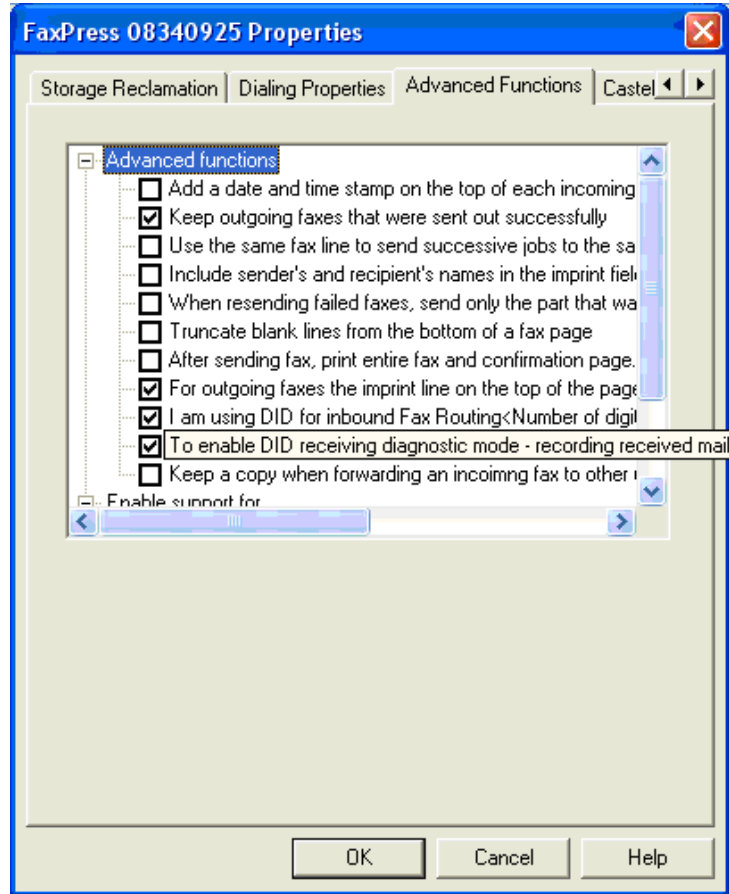 FaxPress 08340925 Properties
Storage Reclamation Dialing Properties Advanced Functions Castel
Advanced functions
Add a date and time stamp on the top of each incoming
Keep outgoing faxes that were sent out successfully
Use the same fax line to send successive jobs to the sa
Include sender's and recipient's names in the imprint fiel
When resending failed faxes, send only the part that wa
Truncate blank lines from the bottom of a fax page
After sending fax, print entire fax and confirmation page.
For outgoing faxes the imprint line on the top of the page
I am using DID for inbound Fax Routing<Number of digit
To enable DID receiving diagnostic mode - recording received mail
Keep a copy when forwarding an incoimng fax to other
Enable support for
OK Cancel Help